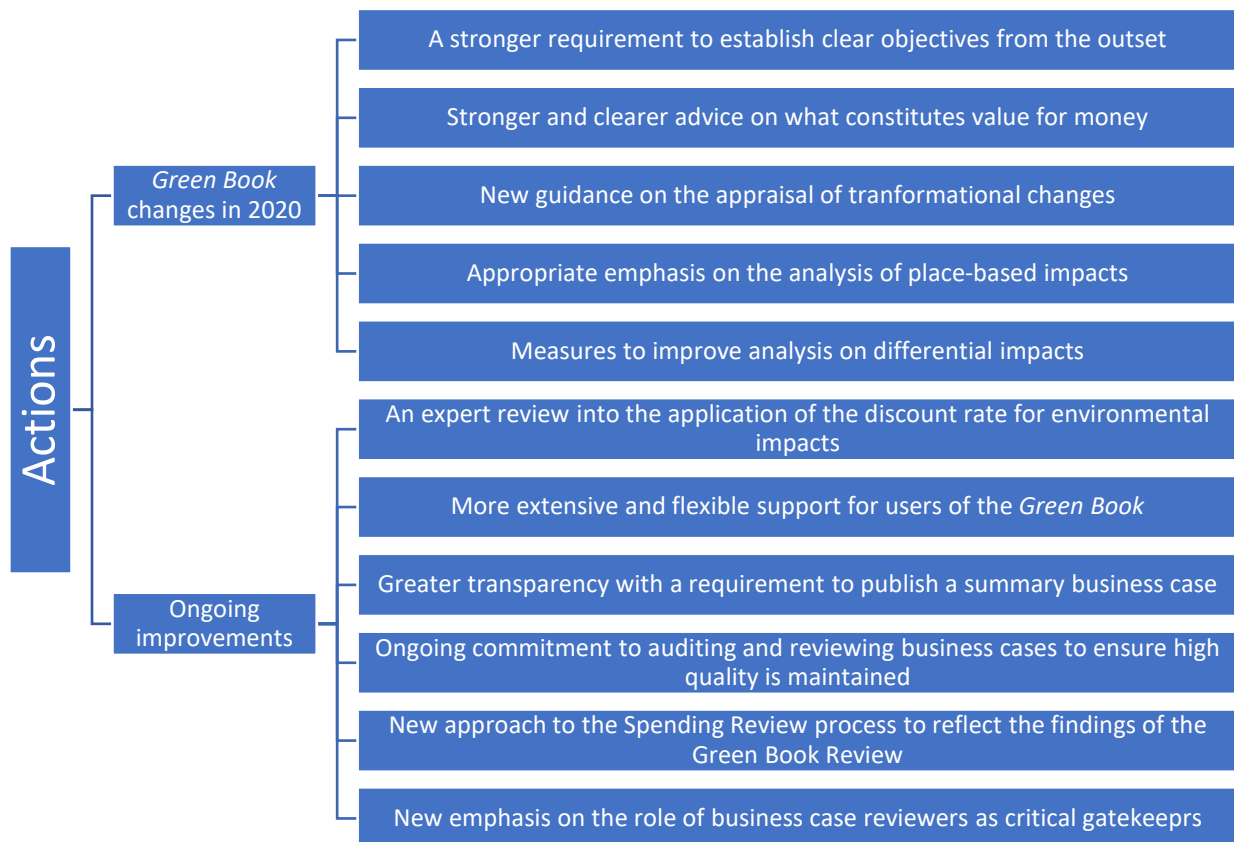 Actions
Green Book
changes in 2020
A stronger requirement to establish clear objectives from the outset
Stronger and clearer advice on what constitutes value for money
New guidance on the appraisal of tranformational changes
Appropriate emphasis on the analysis of place-based impacts
Measures to improve analysis on differential impacts
Ongoing
improvements
An expert review into the application of the discount rate for environmental
impacts
More extensive and flexible support for users of the Green Book
Greater transparency with a requirement to publish a summary business case
Ongoing commitment to auditing and reviewing business cases to ensure high
quality is maintained
New approach to the Spending Review process to reflect the findings of the
Green Book Review
New emphasis on the role of business case reviewers as critical gatekeeprs